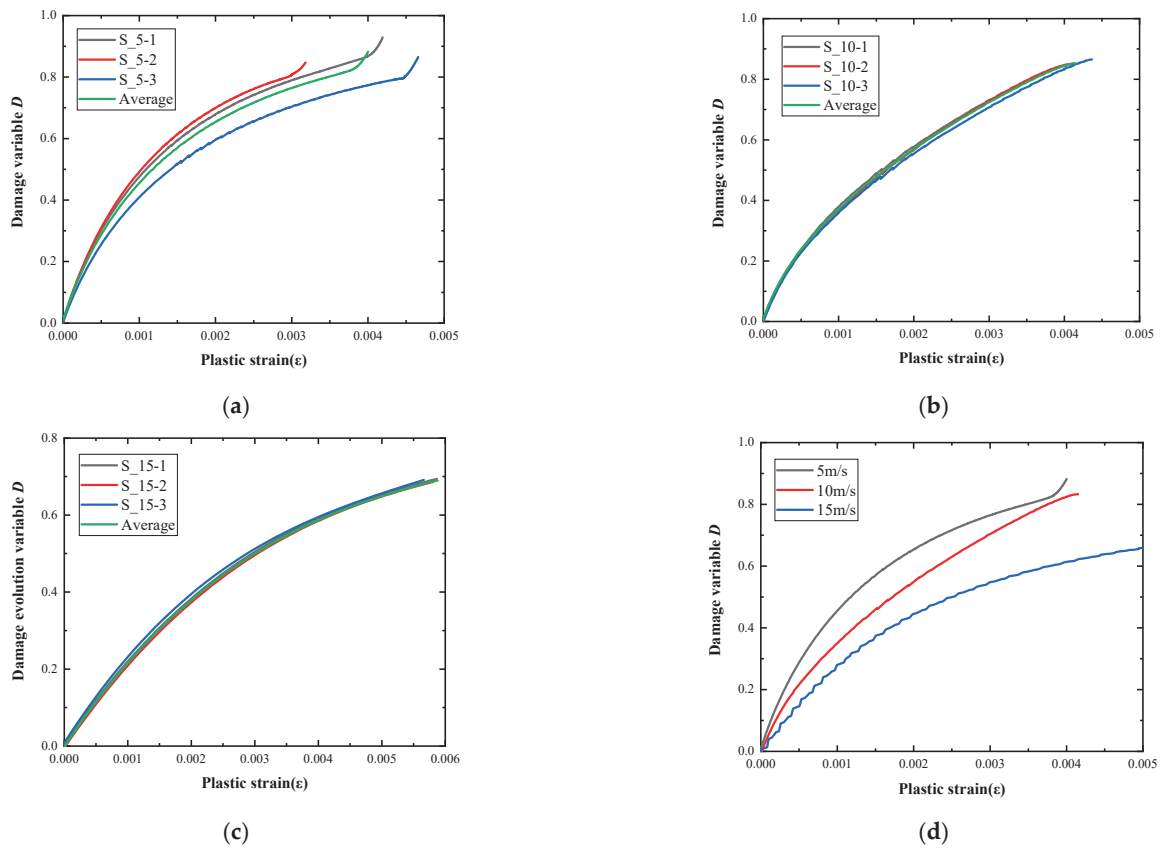 1.0
0.8
0.6
0.4
0.2
0.0
Damage variable D
S_5-1
S_5-2
S_5-3
Average
0.000
0.001
0.002
0.003
0.004
0.005
Plastic strain(ε)
(a)
1.0
0.8
0.6
0.4
0.2
0.0
Damage variable D
S_10-1
S_10-2
S_10-3
Average
0.000
0.001
0.002
0.003
0.004
0.005
Plastic strain(ε)
(b)
0.8
0.6
0.4
0.2
0.0
Damage evolution variable D
S_15-1
S_15-2
S_15-3
Average
0.000
0.001
0.002
0.003
0.004
0.005
0.006
Plastic strain(ε)
(c)
1.0
0.8
0.6
0.4
0.2
0.0
Damage variable D
5m/s
10m/s
15m/s
0.000
0.001
0.002
0.003
0.004
0.005
Plastic strain(ε)
(d)